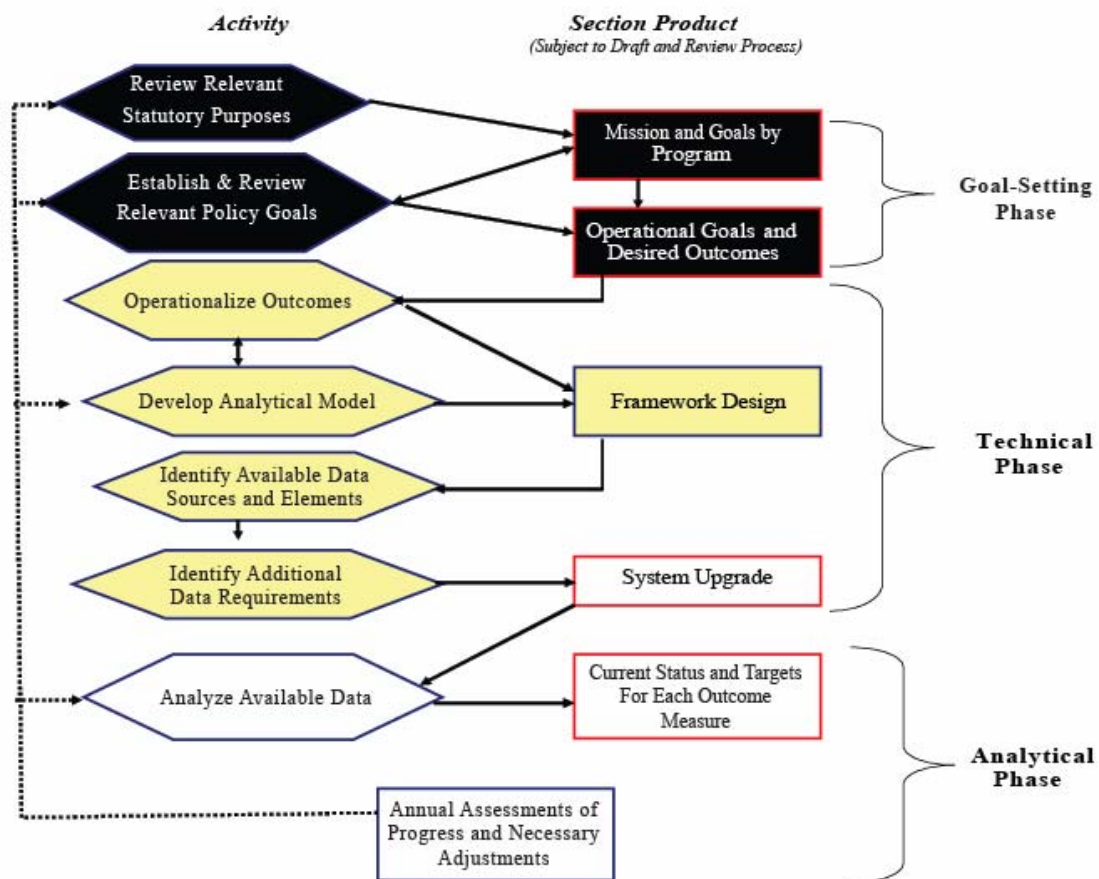 Activity
Section Product
(Subject to Draft and Review Process)
Review Relevant
Statutory Purposes
Mission and Goals by
Program
Establish & Review
Relevant Policy Goals
Goal-Setting
Phase
Operational Goals and
Desired Outcomes
Operationalize Outcomes
Develop Analytical Model
Framework Design
Technical
Phase
Identify Available Data
Sources and Elements
Identify Additional
Data Requirements
System Upgrade
Analyze Available Data
Current Status and Targets
For Each Outcome
Measure
Analytical
Phase
Annual Assessments of
Progress and Necessary
Adjustments